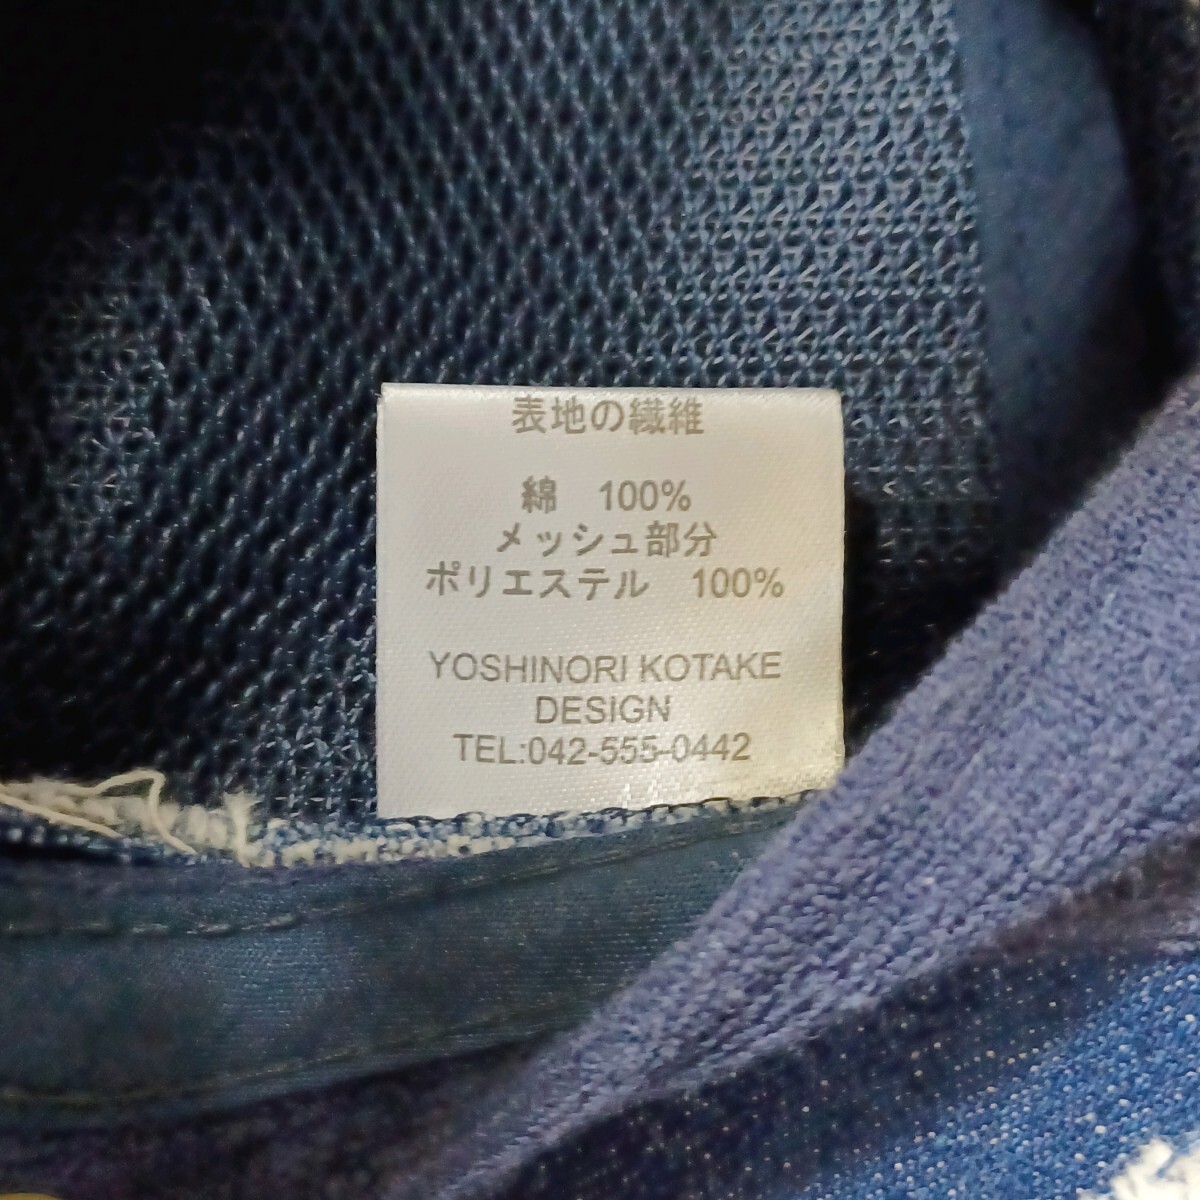 表地の繊維
綿　100%
メッシュ部分
ポリエステル　100%
YOSHINORI KOTAKE
DESIGN
TEL:042-555-0442